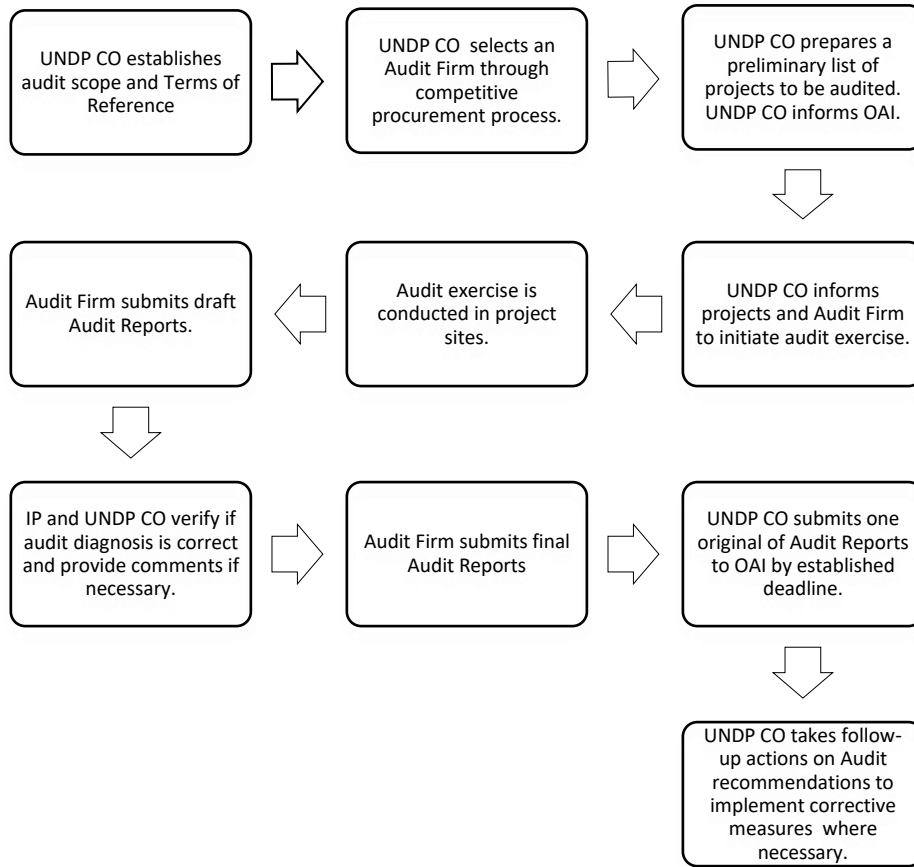 UNDP CO establishes
audit scope and Terms of
Reference
UNDP CO  selects an
Audit Firm through
competitive
procurement process.
UNDP CO prepares a
preliminary list of
projects to be audited.
UNDP CO informs OAI.
UNDP CO informs
projects and Audit Firm
to initiate audit exercise.
Audit exercise is
conducted in project
sites.
Audit Firm submits draft
Audit Reports.
IP and UNDP CO verify if
audit diagnosis is correct
and provide comments if
necessary.
Audit Firm submits final
Audit Reports
UNDP CO submits one
original of Audit Reports
to OAI by established
deadline.
UNDP CO takes follow-
up actions on Audit
recommendations to
implement corrective
measures  where
necessary.